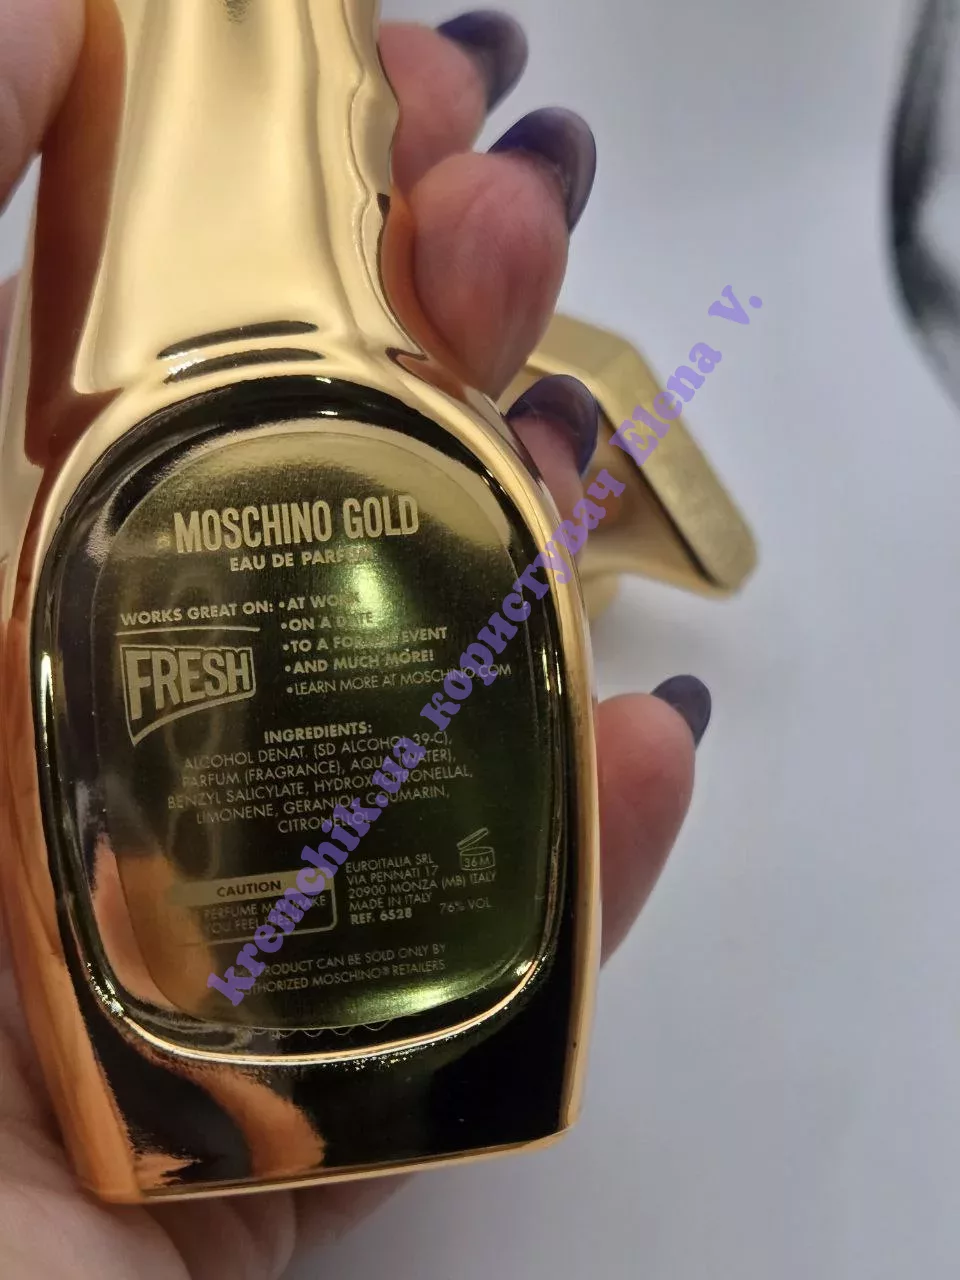 MOSCHINO GOLD
EAU DE PARFUM
WORKS GREAT ON: •AT WORK
•ON A DATE
•TO A FORMAL EVENT
•AND MUCH MORE!
•LEARN MORE AT MOSCHINO.COM
FRESH
INGREDIENTS:
ALCOHOL DENAT. (SD ALCOHOL 39-C),
PARFUM (FRAGRANCE), AQUA (WATER),
BENZYL SALICYLATE, HYDROXYCITRONELLAL,
LIMONENE, GERANIOL, COUMARIN,
CITRONELLOL
CAUTION
PERFUME MAY MAKE
YOU FEEL FRESH
EUROITALIA SRL
VIA PENNATI 17
20900 MONZA (MB) ITALY
MADE IN ITALY
REF. 6528
76% VOL
36M
PRODUCT CAN BE SOLD ONLY BY
AUTHORIZED MOSCHINO® RETAILERS
kremchik.ua користувач Elena V.